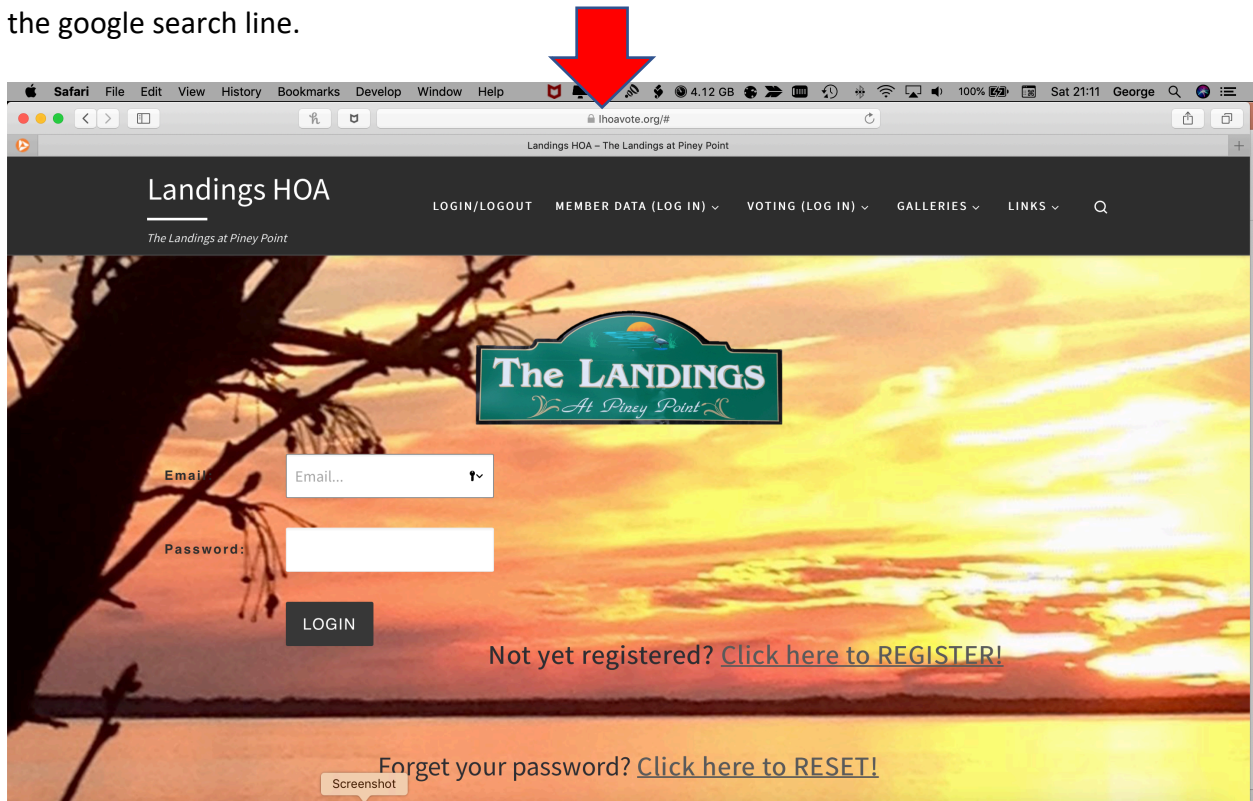 the google search line.
Safari File Edit View History Bookmarks Develop Window Help 4.12 GB 100% Sat 21:11 George
lhoavote.org/#
Landings HOA – The Landings at Piney Point
Landings HOA
LOGIN/LOGOUT MEMBER DATA (LOG IN) VOTING (LOG IN) GALLERIES LINKS
The Landings at Piney Point
The LANDINGS
At Piney Point
Email:
Email...
Password:
LOGIN
Not yet registered? Click here to REGISTER!
Forget your password? Click here to RESET!
Screenshot